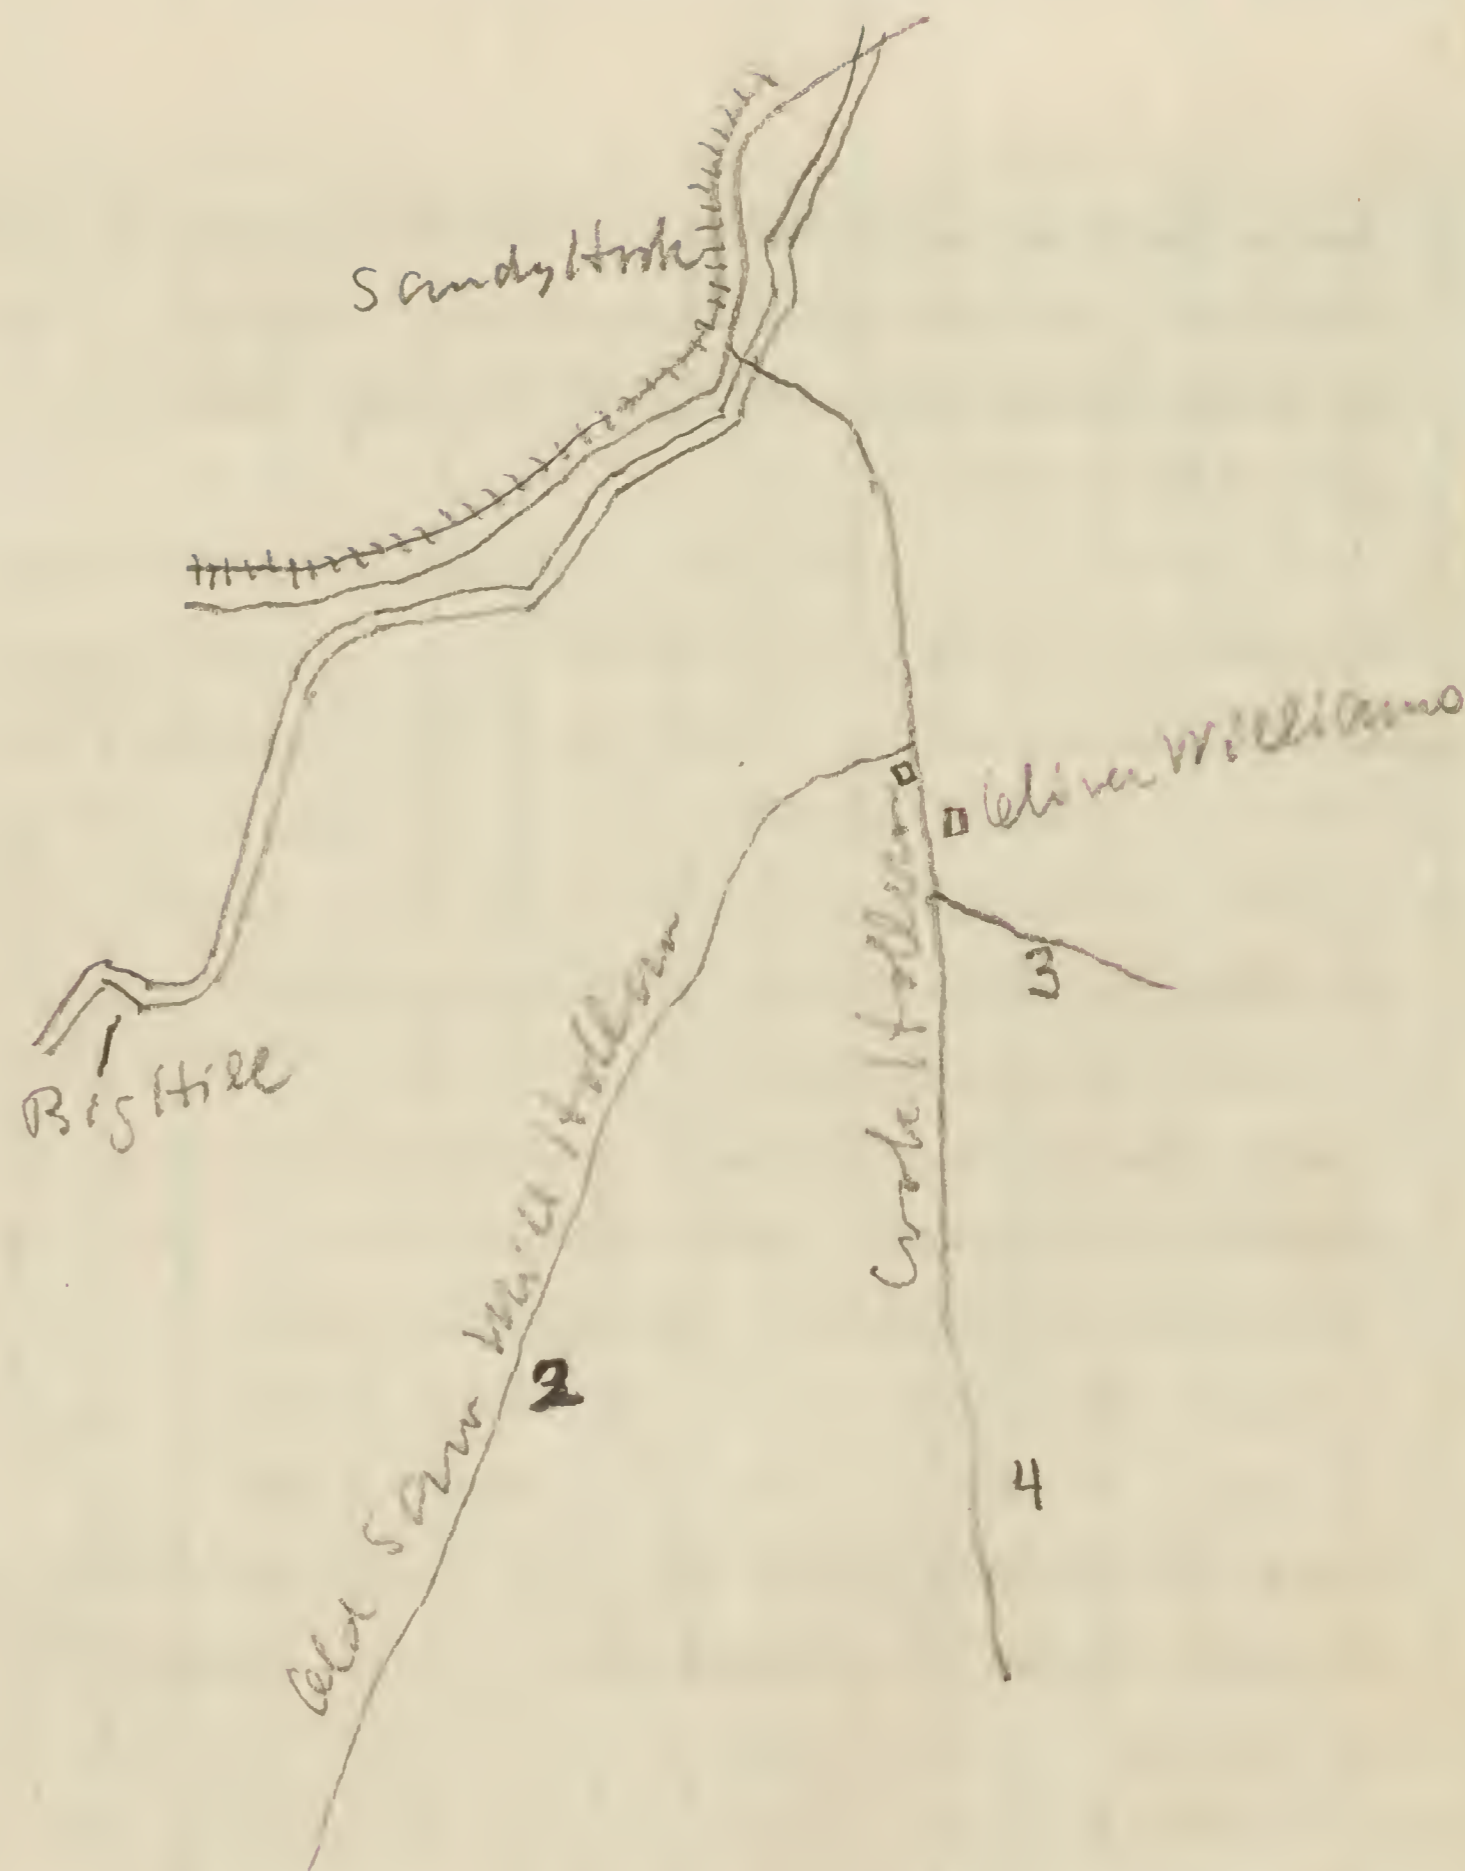 Sandy Hook
Oliver Williams
3
1
Big Hill
Cook Hollow
Old Saw Mill Hollow
2
4